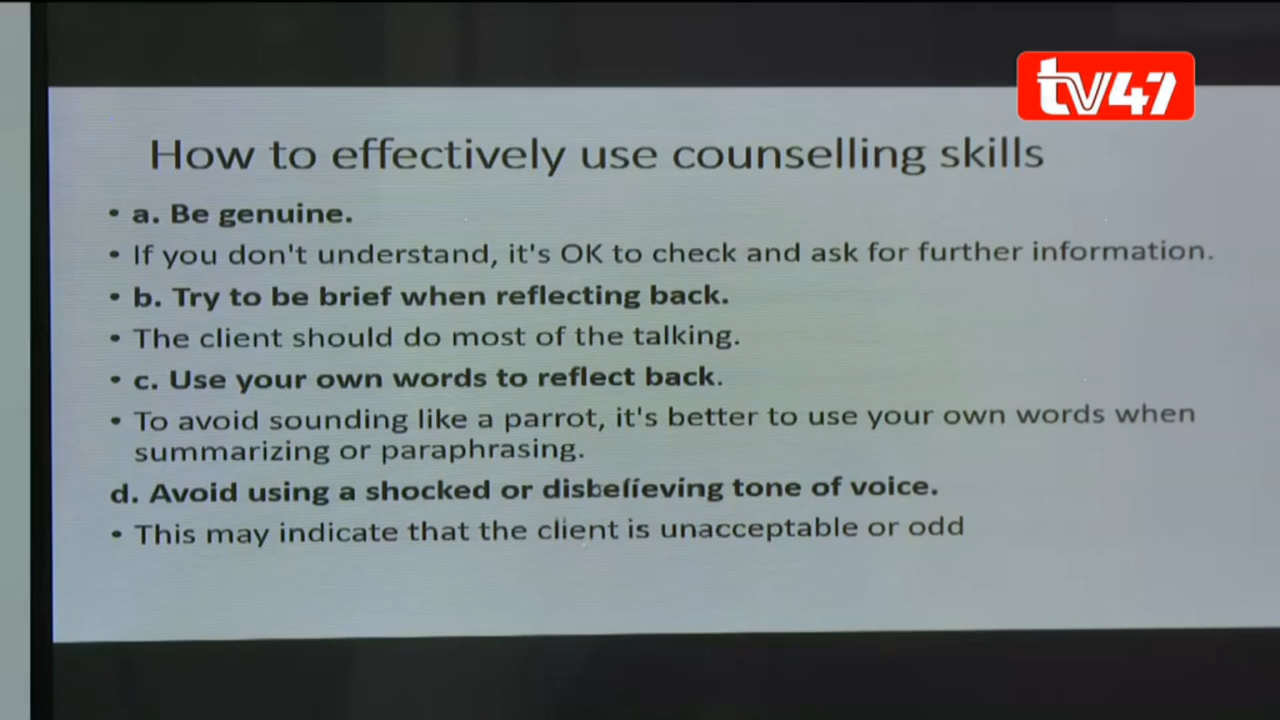 tv47
How to effectively use counselling skills
• a. Be genuine.
• If you don't understand, it's OK to check and ask for further information.
• b. Try to be brief when reflecting back.
• The client should do most of the talking.
• c. Use your own words to reflect back.
• To avoid sounding like a parrot, it's better to use your own words when
summarizing or paraphrasing.
d. Avoid using a shocked or disbelieving tone of voice.
• This may indicate that the client is unacceptable or odd